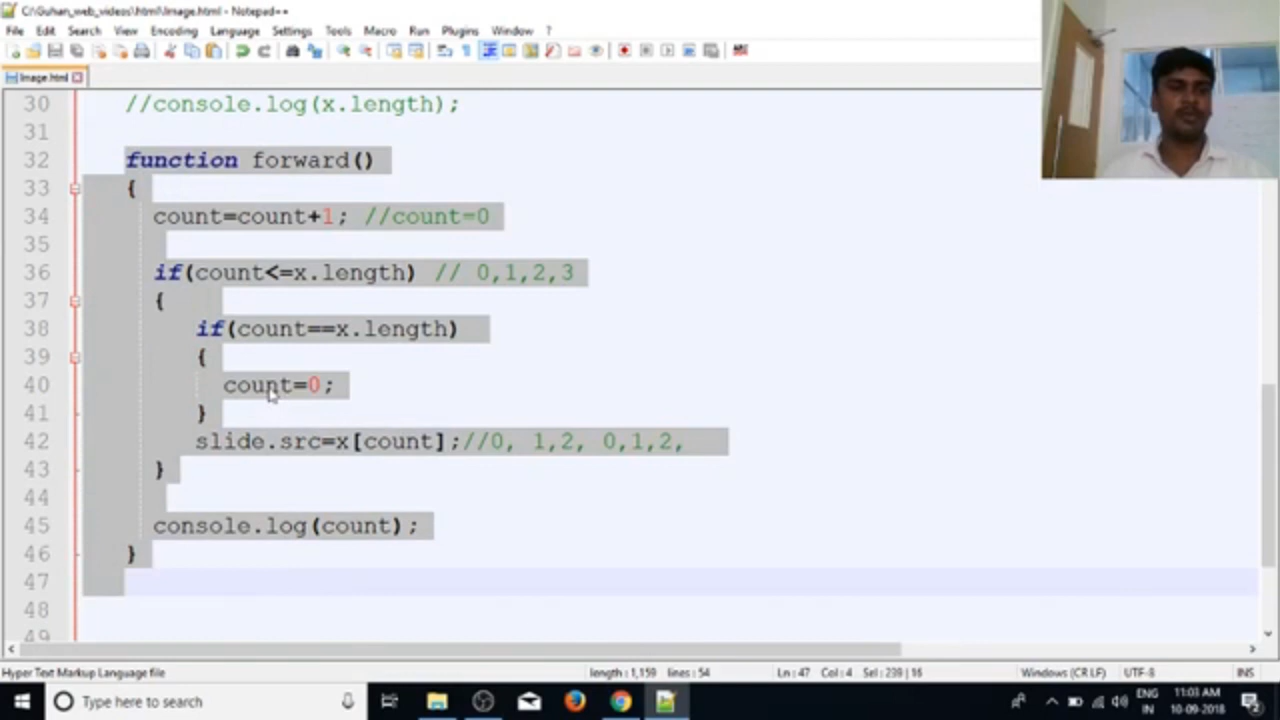 C:\Guhan_web_videos\html\Image.html - Notepad++
File Edit Search View Encoding Language Settings Tools Macro Run Plugins Window ?
Image.html
30 //console.log(x.length);
31
32 function forward()
33 {
34 count=count+1; //count=0
35
36 if(count<=x.length) // 0,1,2,3
37 {
38 if(count==x.length)
39 {
40 count=0;
41 }
42 slide.src=x[count];//0, 1,2, 0,1,2,
43 }
44
45 console.log(count);
46 }
47
48
49
Hyper Text Markup Language file length : 1,159 lines : 54 Ln : 47 Col : 4 Sel : 239 | 16 Windows (CR LF) UTF-8 INS
Type here to search
ENG 11:03 AM
IN 10-09-2018
2